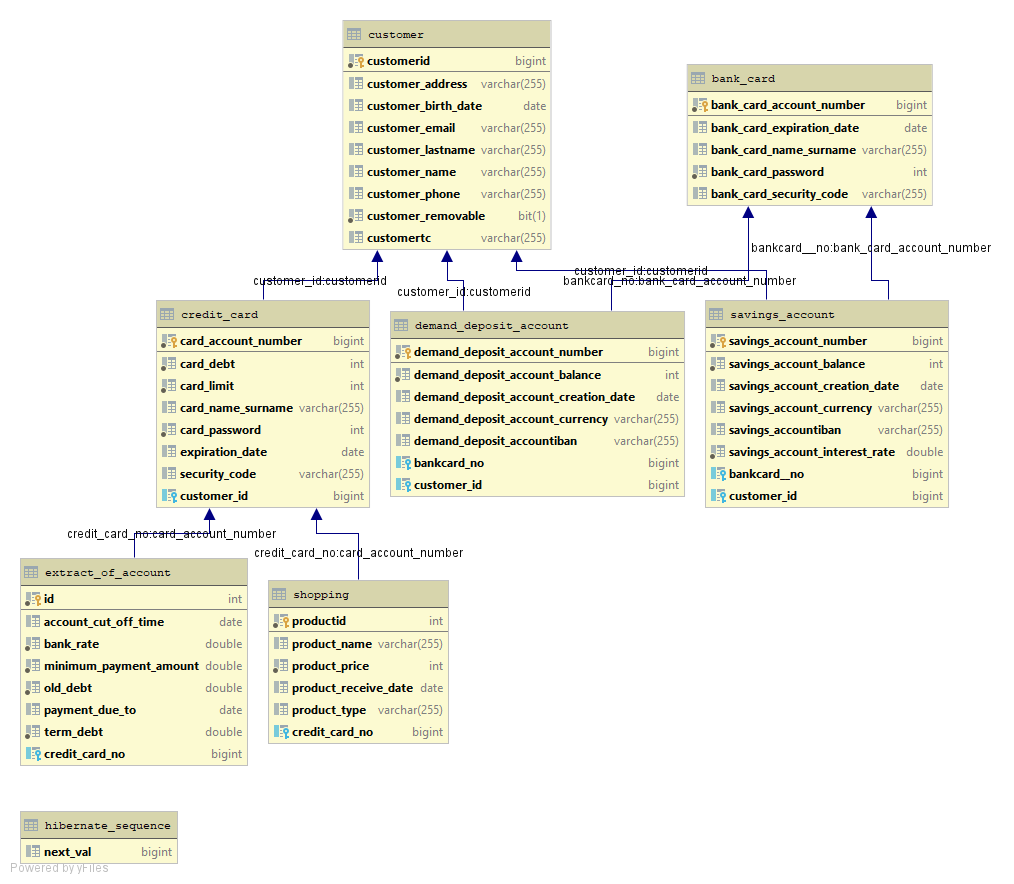 customer
customerid bigint
customer_address varchar(255)
customer_birth_date date
customer_email varchar(255)
customer_lastname varchar(255)
customer_name varchar(255)
customer_phone varchar(255)
customer_removable bit(1)
customertc varchar(255)
bank_card
bank_card_account_number bigint
bank_card_expiration_date date
bank_card_name_surname varchar(255)
bank_card_password int
bank_card_security_code varchar(255)
bankcard__no:bank_card_account_number
customer_id:customerid
customer_id:customerid
bankcard_no:bank_card_account_number
customer_id:customerid
credit_card
card_account_number bigint
card_debt int
card_limit int
card_name_surname varchar(255)
card_password int
expiration_date date
security_code varchar(255)
customer_id bigint
demand_deposit_account
demand_deposit_account_number bigint
demand_deposit_account_balance int
demand_deposit_account_creation_date date
demand_deposit_account_currency varchar(255)
demand_deposit_accountiban varchar(255)
bankcard_no bigint
customer_id bigint
savings_account
savings_account_number bigint
savings_account_balance int
savings_account_creation_date date
savings_account_currency varchar(255)
savings_accountiban varchar(255)
savings_account_interest_rate double
bankcard__no bigint
customer_id bigint
credit_card_no:card_account_number
credit_card_no:card_account_number
extract_of_account
id int
account_cut_off_time date
bank_rate double
minimum_payment_amount double
old_debt double
payment_due_to date
term_debt double
credit_card_no bigint
shopping
productid int
product_name varchar(255)
product_price int
product_receive_date date
product_type varchar(255)
credit_card_no bigint
hibernate_sequence
next_val bigint
Powered by yFiles